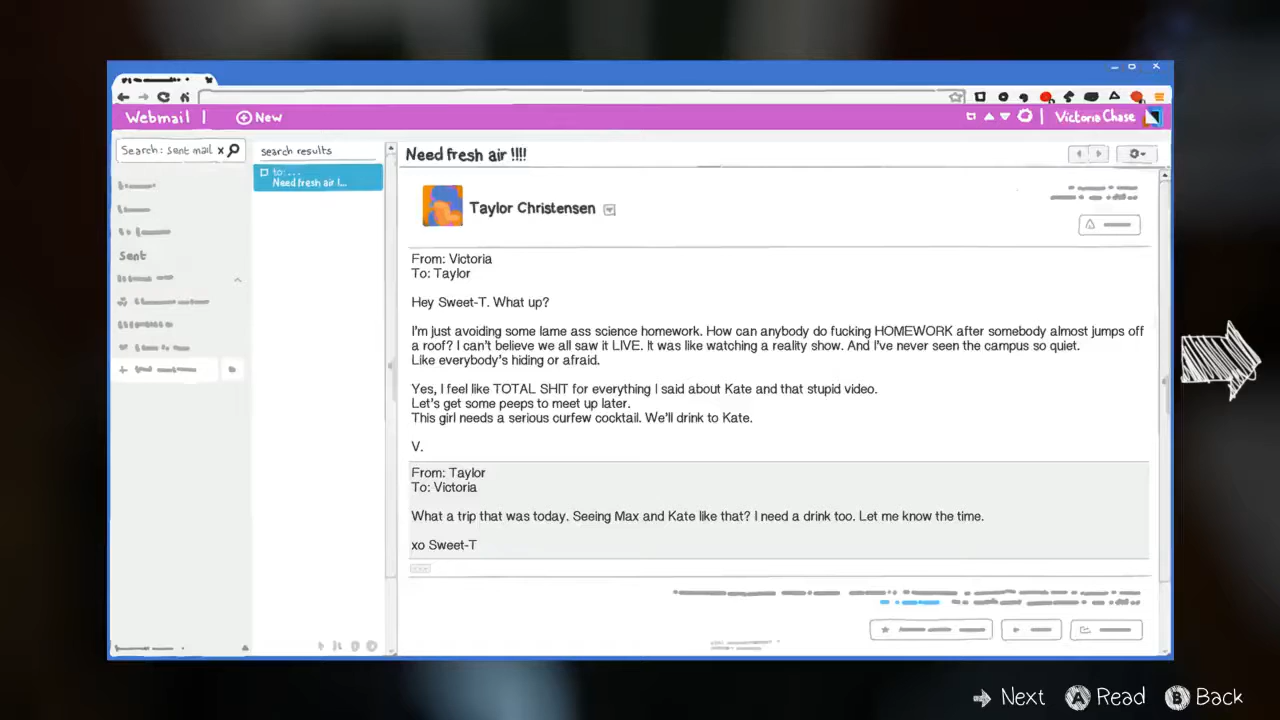 Webmail |
New
Victoria Chase
Search: sent mail x
search results
Need fresh air !!!!
to: ...
Need fresh air !...
Taylor Christensen
Sent
From: Victoria
To: Taylor
Hey Sweet-T. What up?
I'm just avoiding some lame ass science homework. How can anybody do fucking HOMEWORK after somebody almost jumps off
a roof? I can't believe we all saw it LIVE. It was like watching a reality show. And I've never seen the campus so quiet.
Like everybody's hiding or afraid.
Yes, I feel like TOTAL SHIT for everything I said about Kate and that stupid video.
Let's get some peeps to meet up later.
This girl needs a serious curfew cocktail. We'll drink to Kate.
V.
From: Taylor
To: Victoria
What a trip that was today. Seeing Max and Kate like that? I need a drink too. Let me know the time.
xo Sweet-T
Next
A Read
B Back